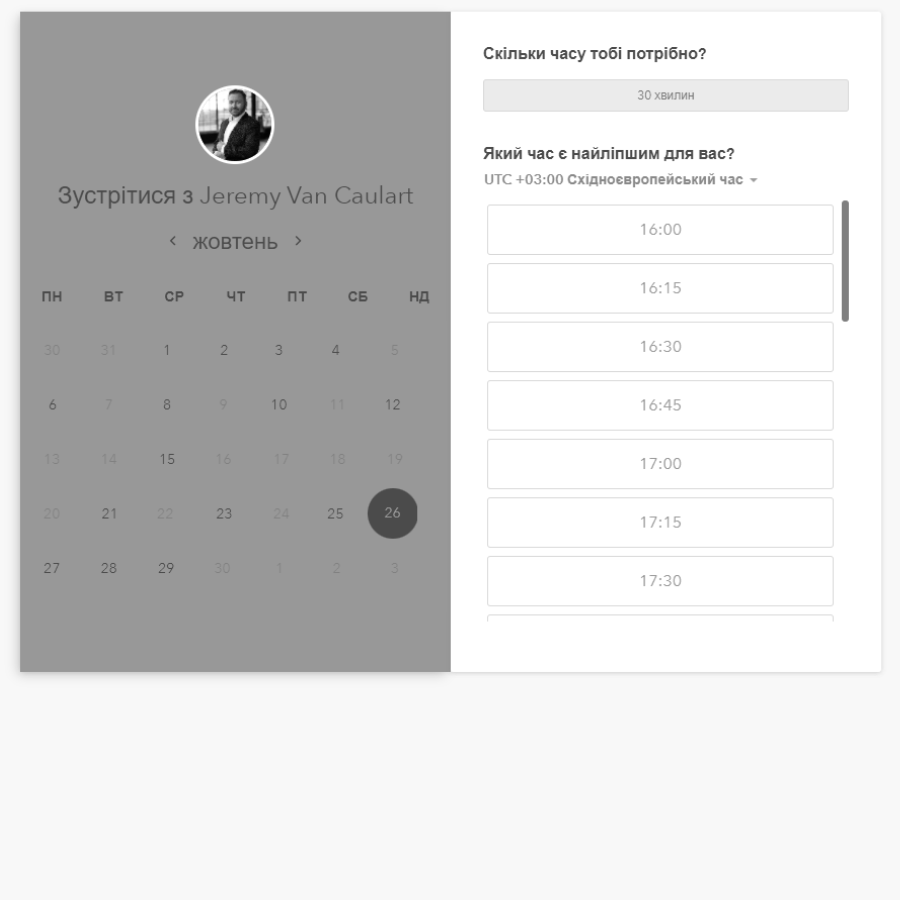 Зустрітися з Jeremy Van Caulart
жовтень
ПН ВТ СР ЧТ ПТ СБ НД
30 31 1 2 3 4 5
6 7 8 9 10 11 12
13 14 15 16 17 18 19
20 21 22 23 24 25 26
27 28 29 30 1 2 3
Скільки часу тобі потрібно?
30 хвилин
Який час є найліпшим для вас?
UTC +03:00 Східноєвропейський час
16:00
16:15
16:30
16:45
17:00
17:15
17:30